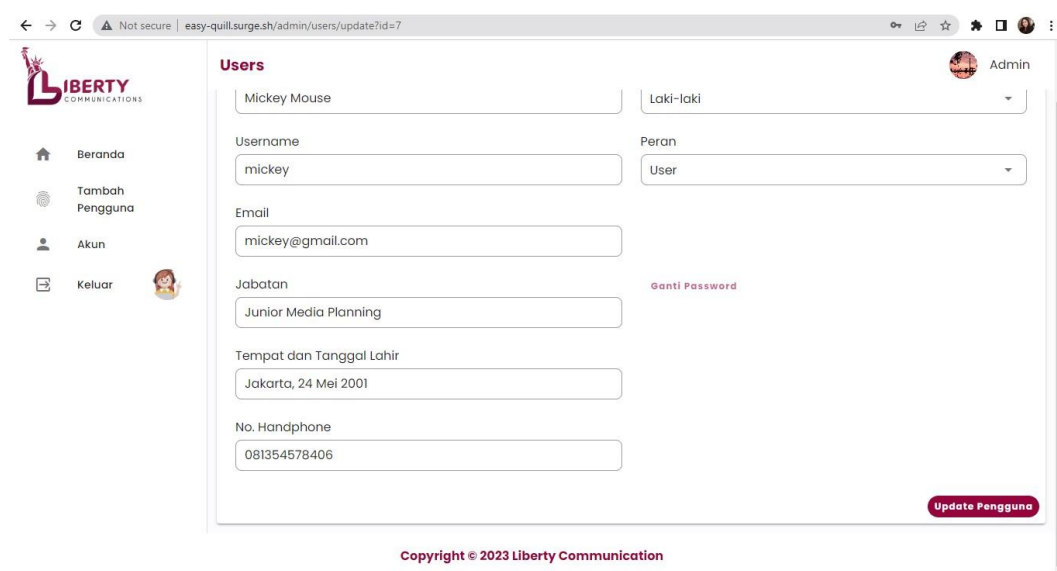 Not secure | easy-quill.surge.sh/admin/users/update?id=7
LIBERTY
COMMUNICATIONS
Users
Admin
Beranda
Tambah
Pengguna
Akun
Keluar
Mickey Mouse
Laki-laki
Username
Peran
mickey
User
Email
mickey@gmail.com
Jabatan
Ganti Password
Junior Media Planning
Tempat dan Tanggal Lahir
Jakarta, 24 Mei 2001
No. Handphone
081354578406
Update Pengguna
Copyright © 2023 Liberty Communication